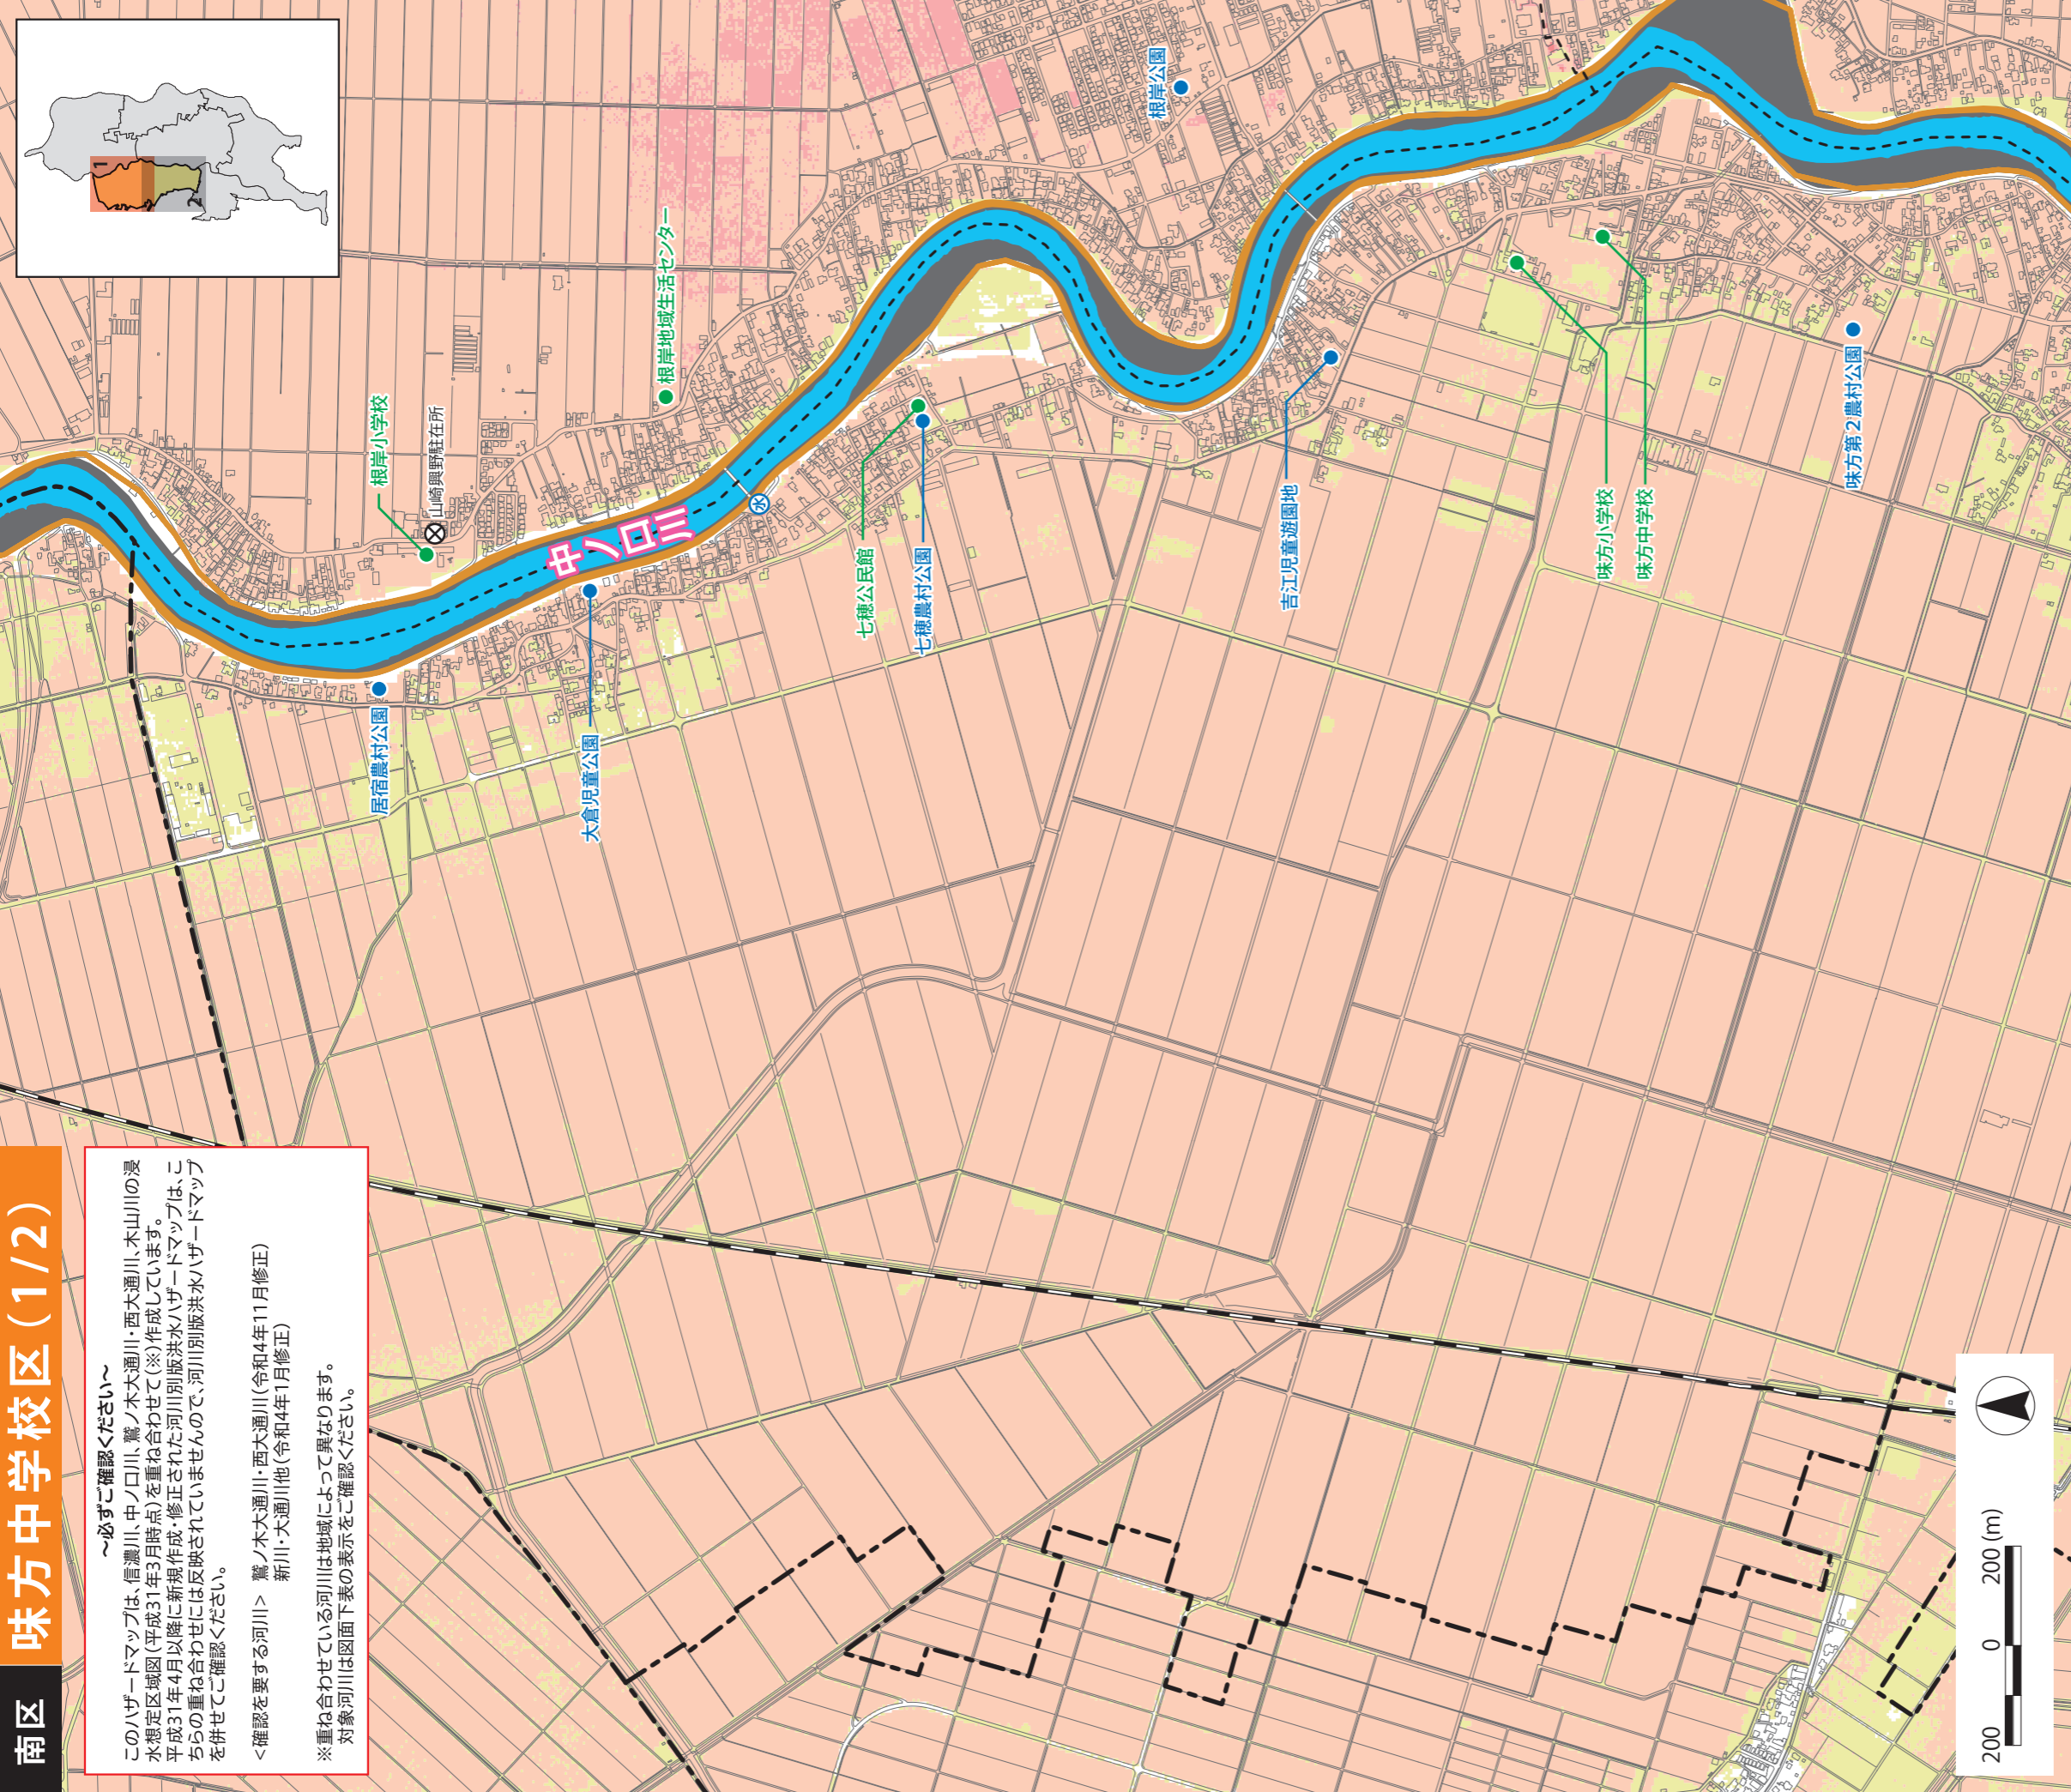 南区
味方中学校区(1/2)
～必ずご確認ください～
このハザードマップは、信濃川、中ノ口川、鷲ノ木大通川・西大通川、木山川の浸
水想定区域図(平成31年3月時点)を重ね合わせて(※)作成しています。
平成31年4月以降に新規作成・修正された河川別版洪水ハザードマップは、こ
ちらの重ね合わせには反映されていませんので、河川別版洪水ハザードマップ
を併せてご確認ください。
<確認を要する河川> 鷲ノ木大通川・西大通川(令和4年11月修正)
新川・大通川他(令和4年1月修正)
※重ね合わせている河川は地域によって異なります。
対象河川は図面下表の表示をご確認ください。
1
2
根岸小学校
山崎興野駐在所
根岸地域生活センター
根岸公園
居宿農村公園
大倉児童公園
中ノ口川
水
七穂公民館
七穂農村公園
吉江児童遊園地
味方小学校
味方中学校
味方第2農村公園
200 0 200(m)